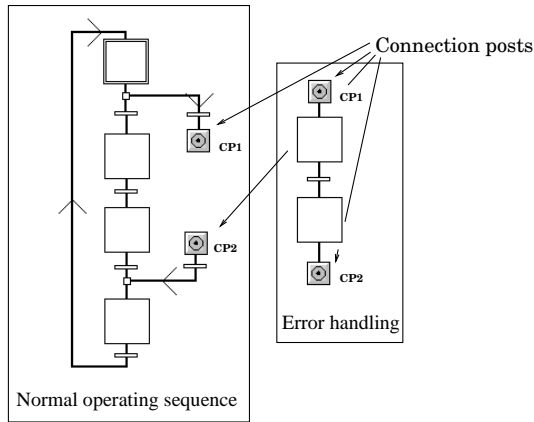 Connection posts
CP1
CP1
CP2
CP2
Error handling
Normal operating sequence